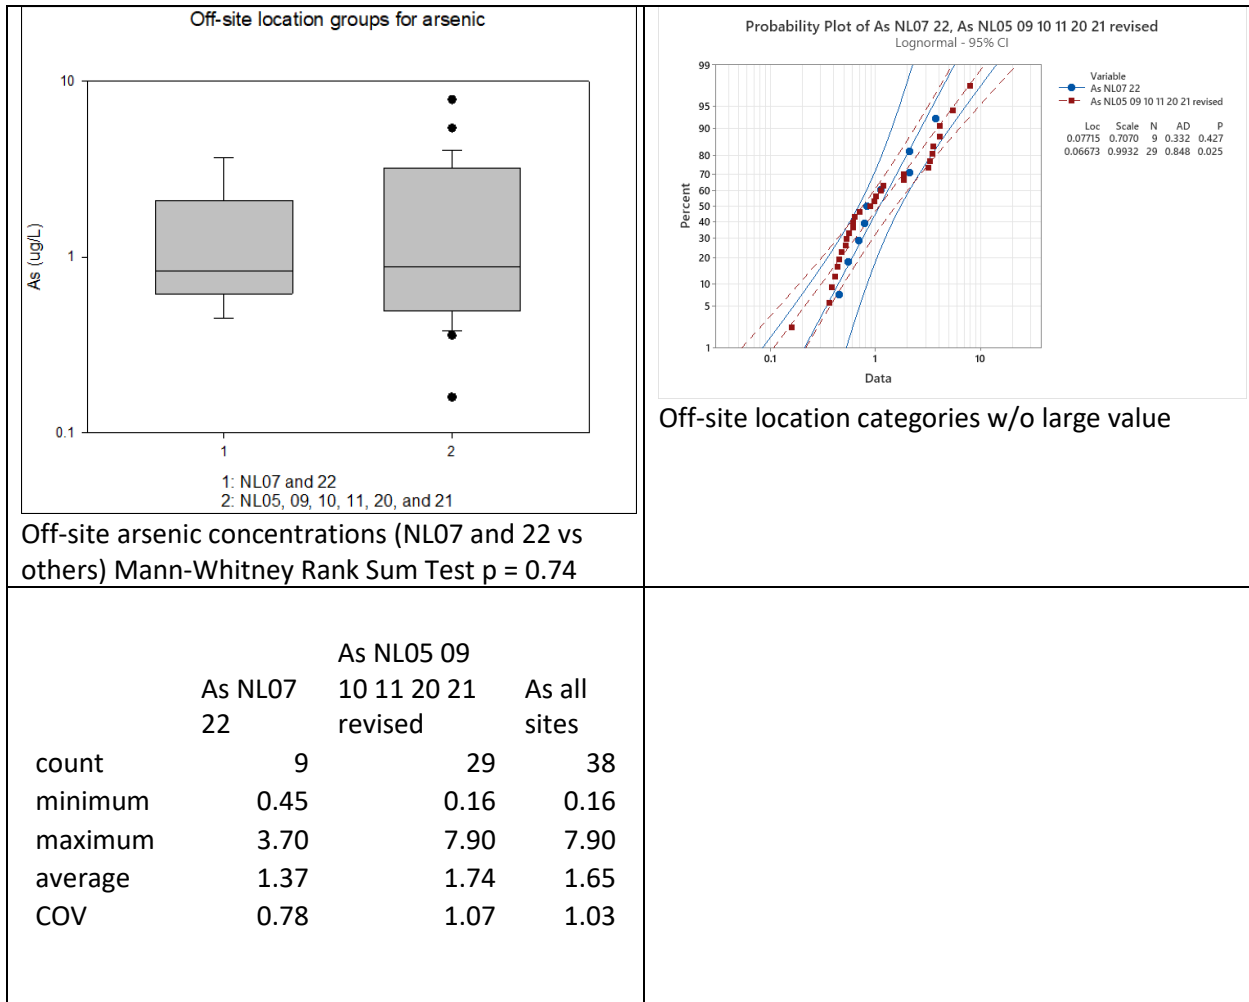 Off-site location groups for arsenic
10
1
0.1
As (ug/L)
1
2
1: NL07 and 22
2: NL05, 09, 10, 11, 20, and 21
Off-site arsenic concentrations (NL07 and 22 vs
others) Mann-Whitney Rank Sum Test p = 0.74
Probability Plot of As NL07 22, As NL05 09 10 11 20 21 revised
Lognormal - 95% CI
99
95
90
80
70
60
50
40
30
20
10
5
1
Percent
0.1 1 10
Data
Variable
As NL07 22
As NL05 09 10 11 20 21 revised
Loc Scale N AD P
0.07715 0.7070 9 0.332 0.427
0.06673 0.9932 29 0.848 0.025
Off-site location categories w/o large value
As NL05 09
As NL07 10 11 20 21 As all
22 revised sites
count 9 29 38
minimum 0.45 0.16 0.16
maximum 3.70 7.90 7.90
average 1.37 1.74 1.65
COV 0.78 1.07 1.03